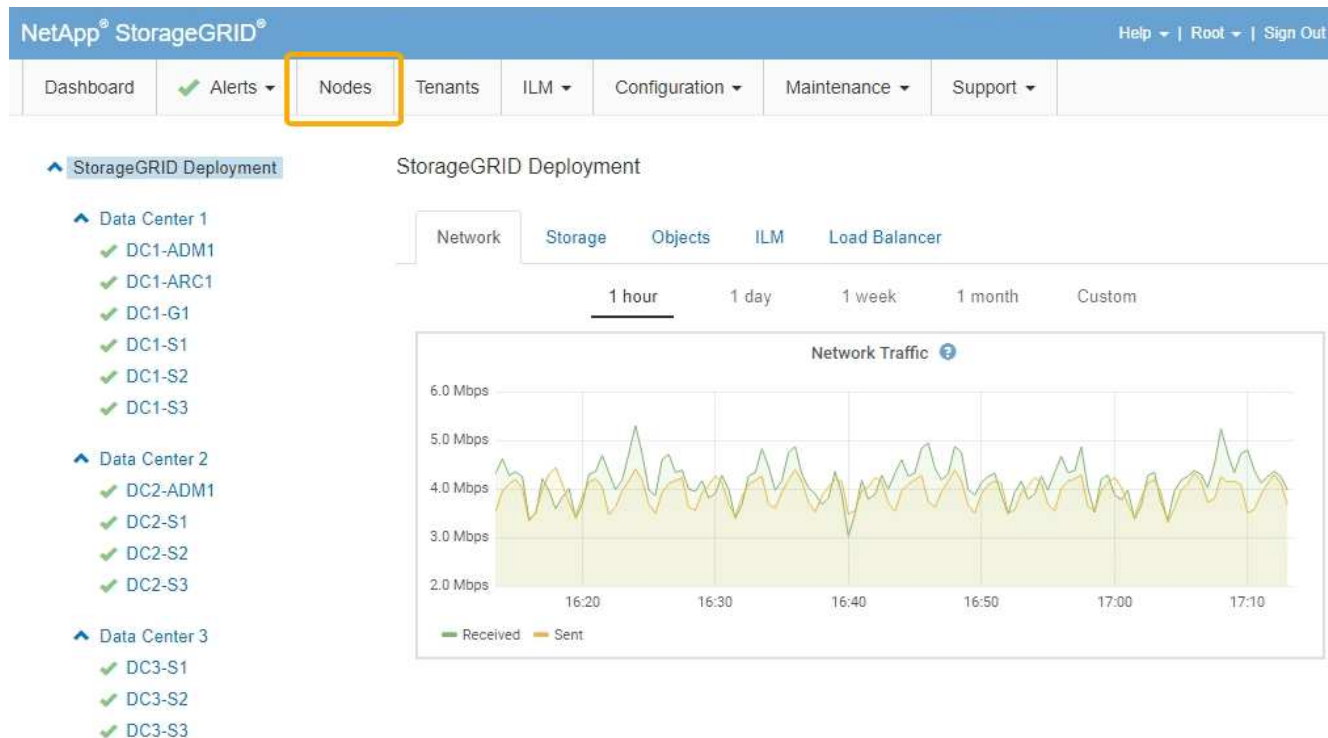 NetApp® StorageGRID®
Help | Root | Sign Out
Dashboard Alerts Nodes Tenants ILM Configuration Maintenance Support
StorageGRID Deployment
Data Center 1
DC1-ADM1
DC1-ARC1
DC1-G1
DC1-S1
DC1-S2
DC1-S3
Data Center 2
DC2-ADM1
DC2-S1
DC2-S2
DC2-S3
Data Center 3
DC3-S1
DC3-S2
DC3-S3
StorageGRID Deployment
Network Storage Objects ILM Load Balancer
1 hour 1 day 1 week 1 month Custom
Network Traffic ?
6.0 Mbps
5.0 Mbps
4.0 Mbps
3.0 Mbps
2.0 Mbps
16:20 16:30 16:40 16:50 17:00 17:10
Received Sent